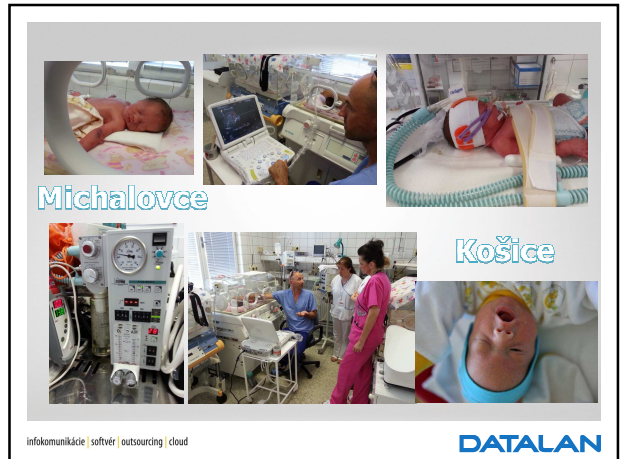 Michalovce
Košice
infokomunikácie | softvér | outsourcing | cloud
DATALAN